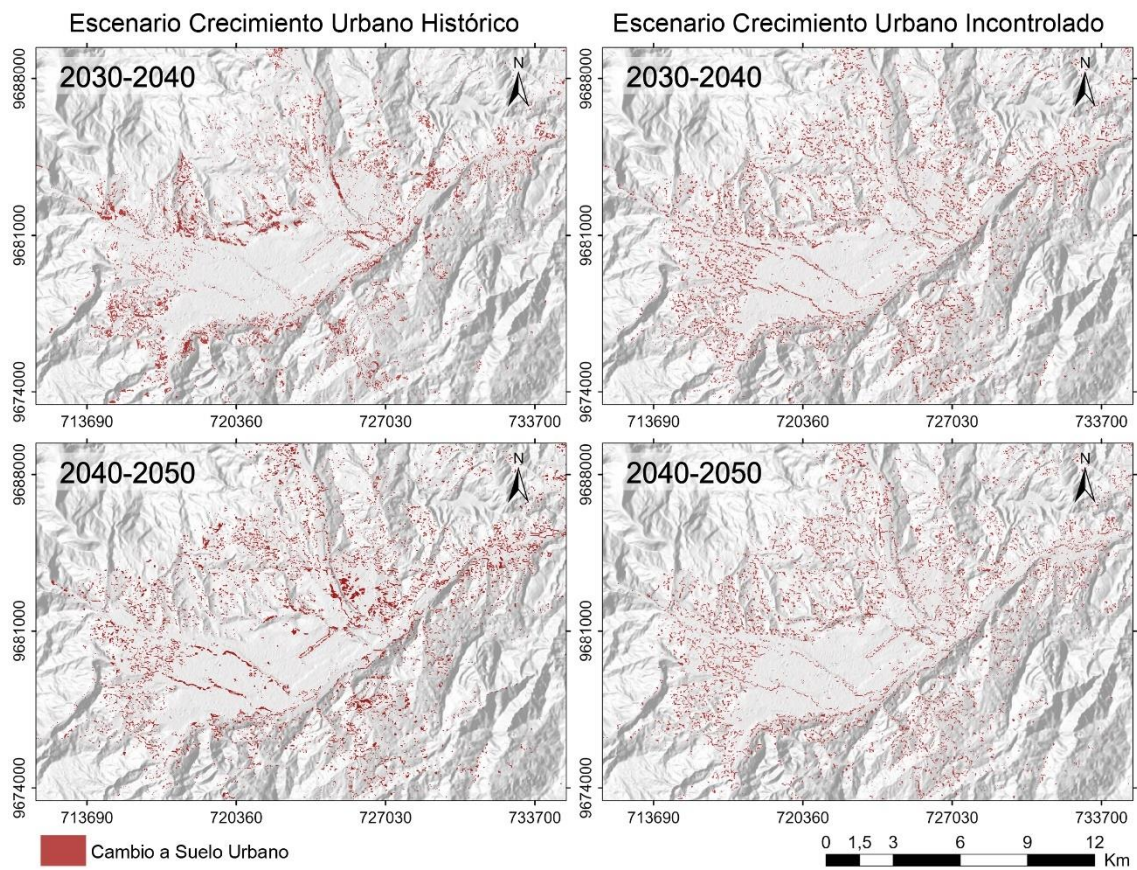 Escenario Crecimiento Urbano Histórico
Escenario Crecimiento Urbano Incontrolado
2030-2040
N
9688000
9681000
9674000
713690 720360 727030 733700
2030-2040
N
9688000
9681000
9674000
713690 720360 727030 733700
2040-2050
N
9688000
9681000
9674000
713690 720360 727030 733700
2040-2050
N
9688000
9681000
9674000
713690 720360 727030 733700
Cambio a Suelo Urbano
0 1,5 3 6 9 12
Km